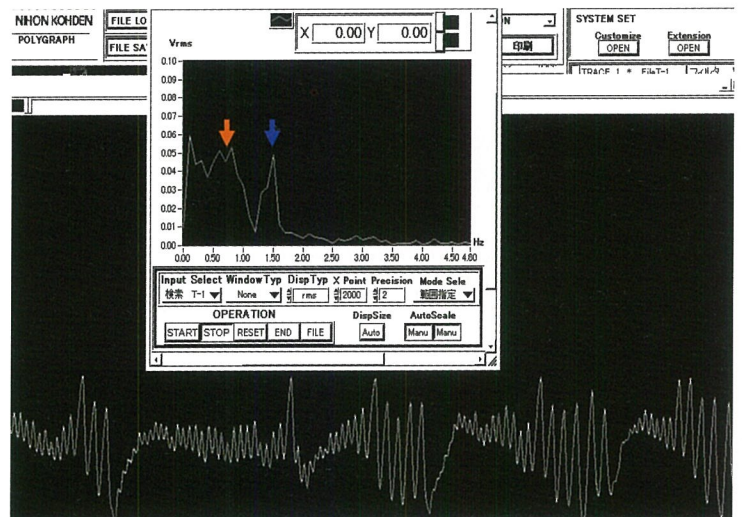 NIHON KOHDEN
POLYGRAPH
FILE LO
FILE SA
X 0.00 Y 0.00
N
印刷
SYSTEM SET
Customize Extension
OPEN OPEN
TRACE 1 * FileT-1 フィルタ
Vrms
0.10
0.09
0.08
0.07
0.06
0.05
0.04
0.03
0.02
0.01
0.00
0.00 0.50 1.00 1.50 2.00 2.50 3.00 3.50 4.00 4.50 4.80
Hz
Input Select Window Typ DispTyp X Point Precision Mode Sele
検索 T-1 None rms 2000 2 範囲指定
OPERATION DispSize AutoScale
START STOP RESET END FILE Auto Manu Manu